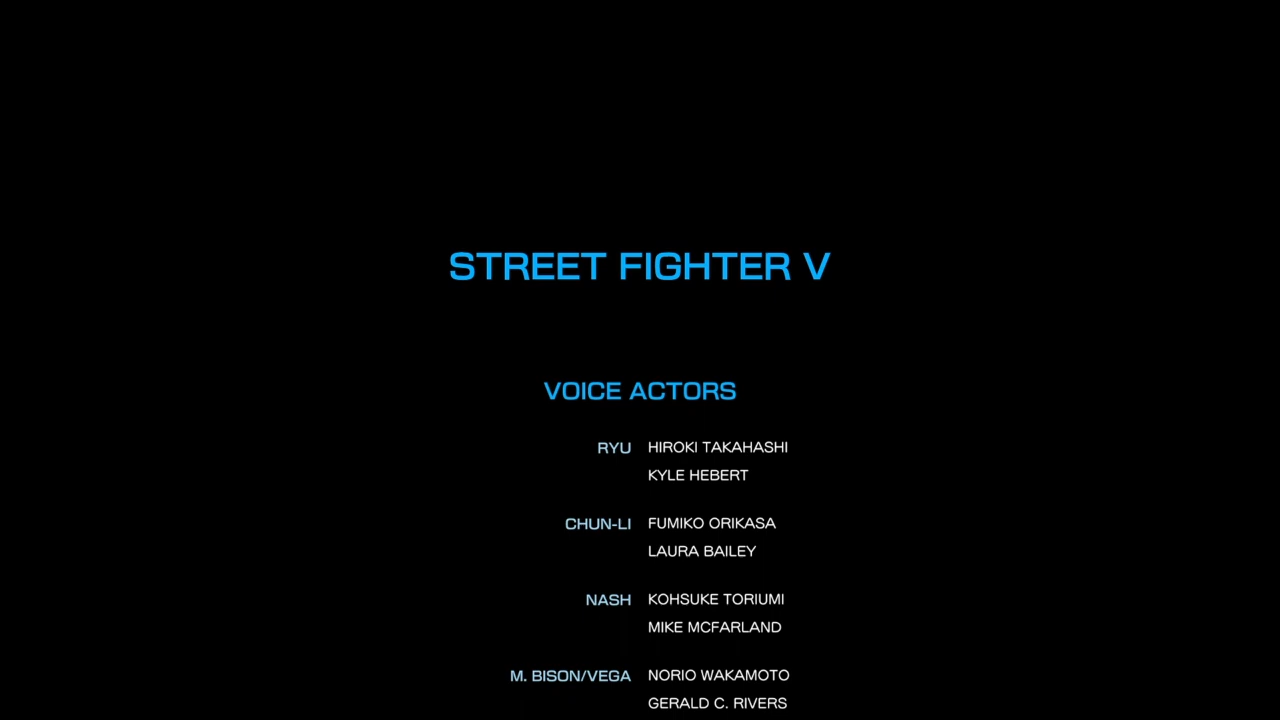 STREET FIGHTER V
VOICE ACTORS
RYU HIROKI TAKAHASHI
KYLE HEBERT
CHUN-LI FUMIKO ORIKASA
LAURA BAILEY
NASH KOHSUKE TORIUMI
MIKE MCFARLAND
M. BISON/VEGA NORIO WAKAMOTO
GERALD C. RIVERS